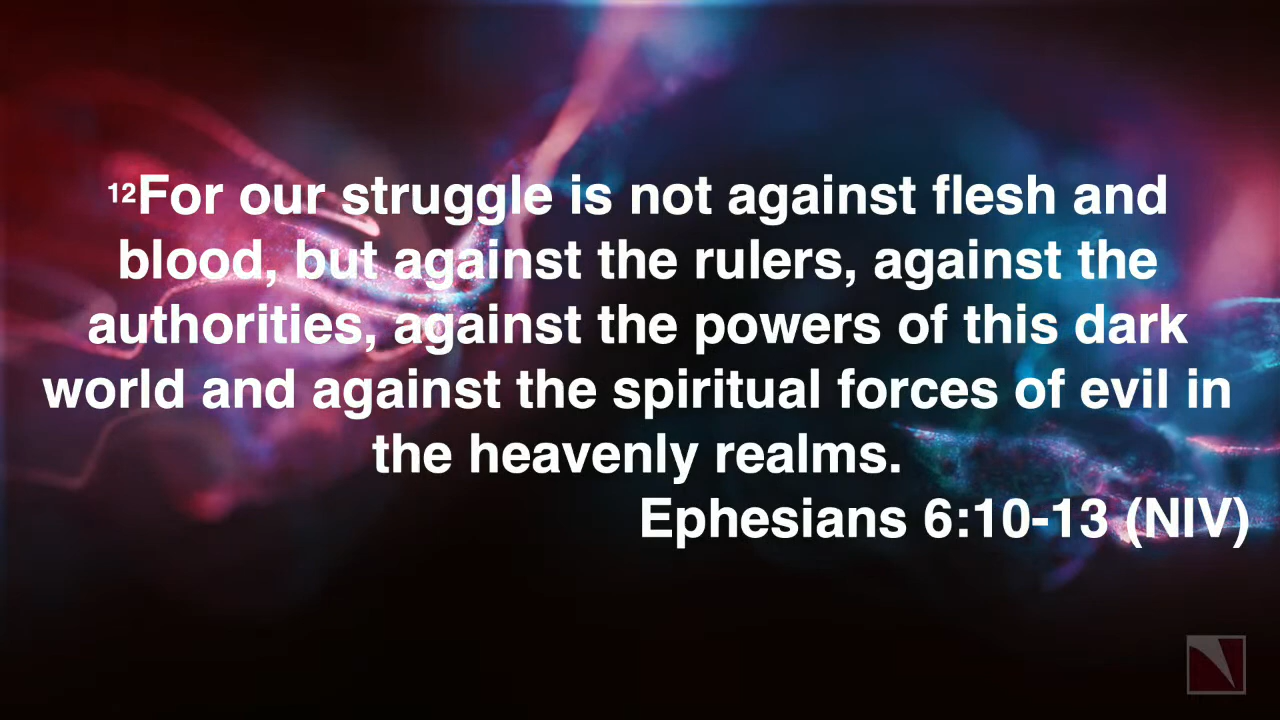 ¹²For our struggle is not against flesh and
blood, but against the rulers, against the
authorities, against the powers of this dark
world and against the spiritual forces of evil in
the heavenly realms.
Ephesians 6:10-13 (NIV)